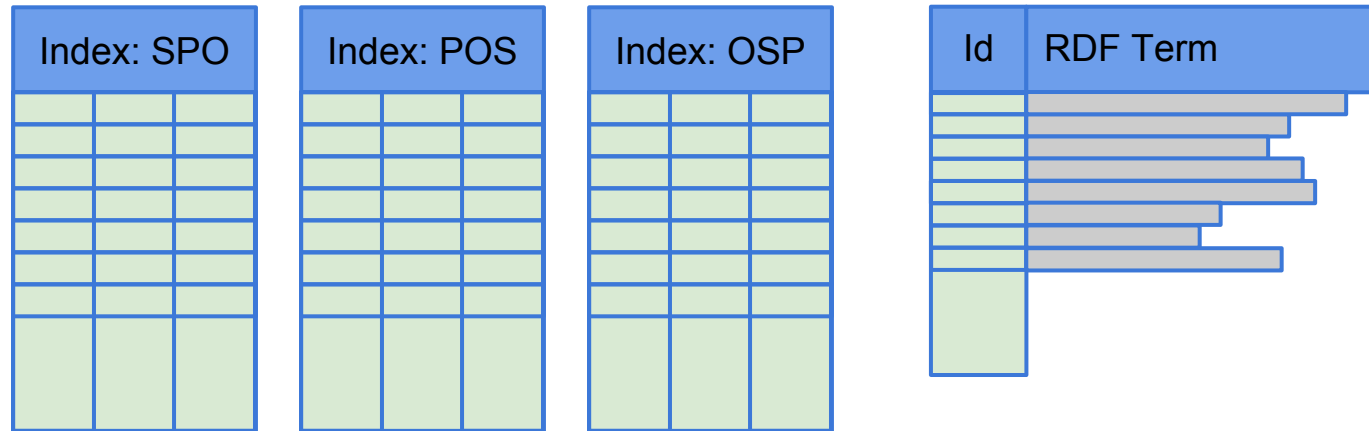 Index: SPO
Index: POS
Index: OSP
Id
RDF Term